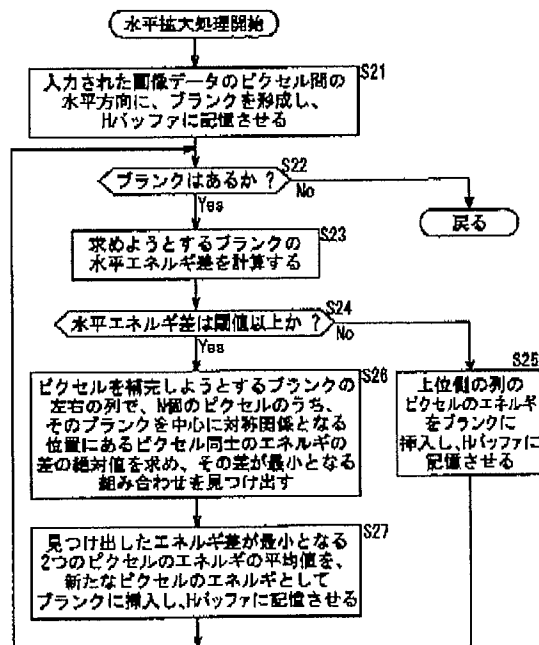 水平拡大処理開始
S21
入力された画像データのピクセル間の
水平方向に、ブランクを形成し、
Hバッファに記憶させる
S22
ブランクはあるか？
No
Yes
戻る
S23
求めようとするブランクの
水平エネルギ差を計算する
S24
水平エネルギ差は閾値以上か？
No
Yes
S25
上位側の列の
ピクセルのエネルギ
をブランクに
挿入し、Hバッファに
記憶させる
S26
ピクセルを補完しようとするブランクの
左右の列で、N個のピクセルのうち、
そのブランクを中心に対称関係となる
位置にあるピクセル同士のエネルギの
差の絶対値を求め、その差が最小となる
組み合わせを見つけ出す
S27
見つけ出したエネルギ差が最小となる
2つのピクセルのエネルギの平均値を、
新たなピクセルのエネルギとして
ブランクに挿入し、Hバッファに記憶させる